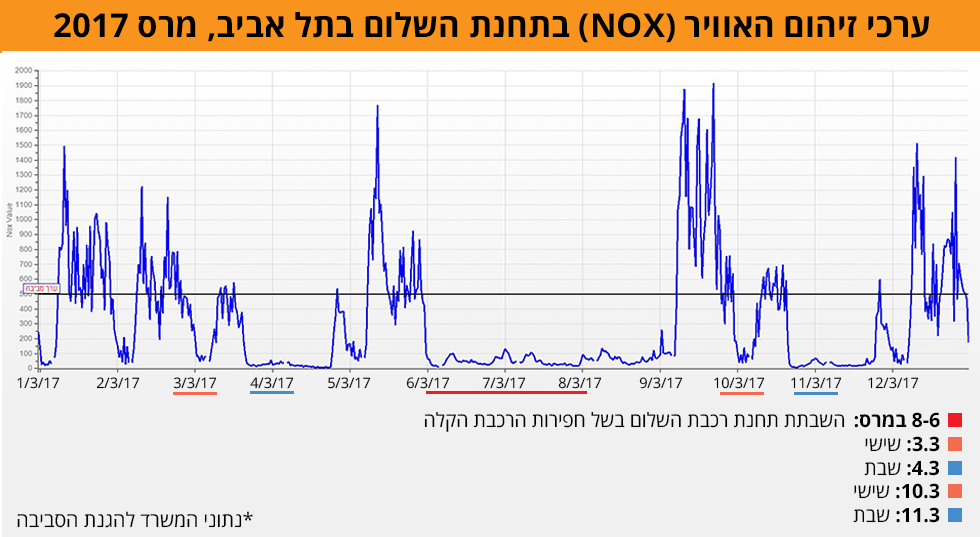 ערכי זיהום האוויר (NOX) בתחנת השלום בתל אביב, מרס 2017
2000
1900
1800
1700
1600
1500
1400
1300
1200
1100
1000
900
800
700
600
500
400
300
200
100
0
Nox Value
ערך סביבה
1/3/17 2/3/17 3/3/17 4/3/17 5/3/17 6/3/17 7/3/17 8/3/17 9/3/17 10/3/17 11/3/17 12/3/17
8-6 במרס: השבתת תחנת רכבת השלום בשל חפירות הרכבת הקלה
3.3: שישי
4.3: שבת
10.3: שישי
11.3: שבת
*נתוני המשרד להגנת הסביבה